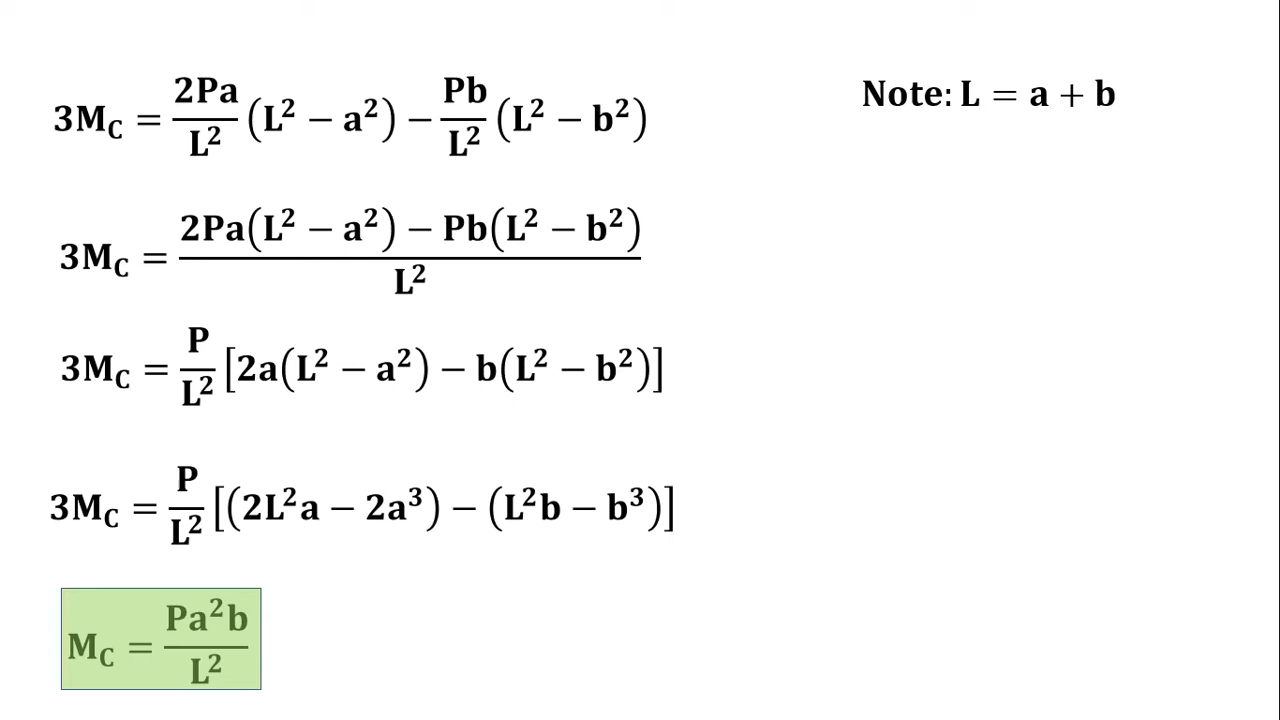 3M_C = 2Pa/L² (L² − a²) − Pb/L² (L² − b²)
Note: L = a + b
3M_C = 2Pa(L² − a²) − Pb(L² − b²) / L²
3M_C = P/L² [2a(L² − a²) − b(L² − b²)]
3M_C = P/L² [(2L²a − 2a³) − (L²b − b³)]
M_C = Pa²b/L²